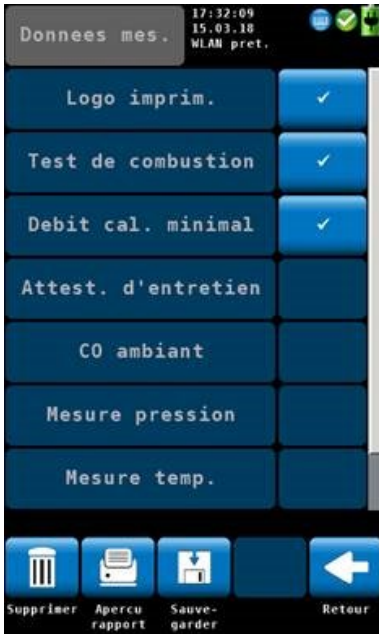 Donnees mes.
17:32:09
15.03.18
WLAN pret.
Logo imprim.
Test de combustion
Debit cal. minimal
Attest. d'entretien
CO ambiant
Mesure pression
Mesure temp.
Supprimer
Apercu
rapport
Sauve-
garder
Retour